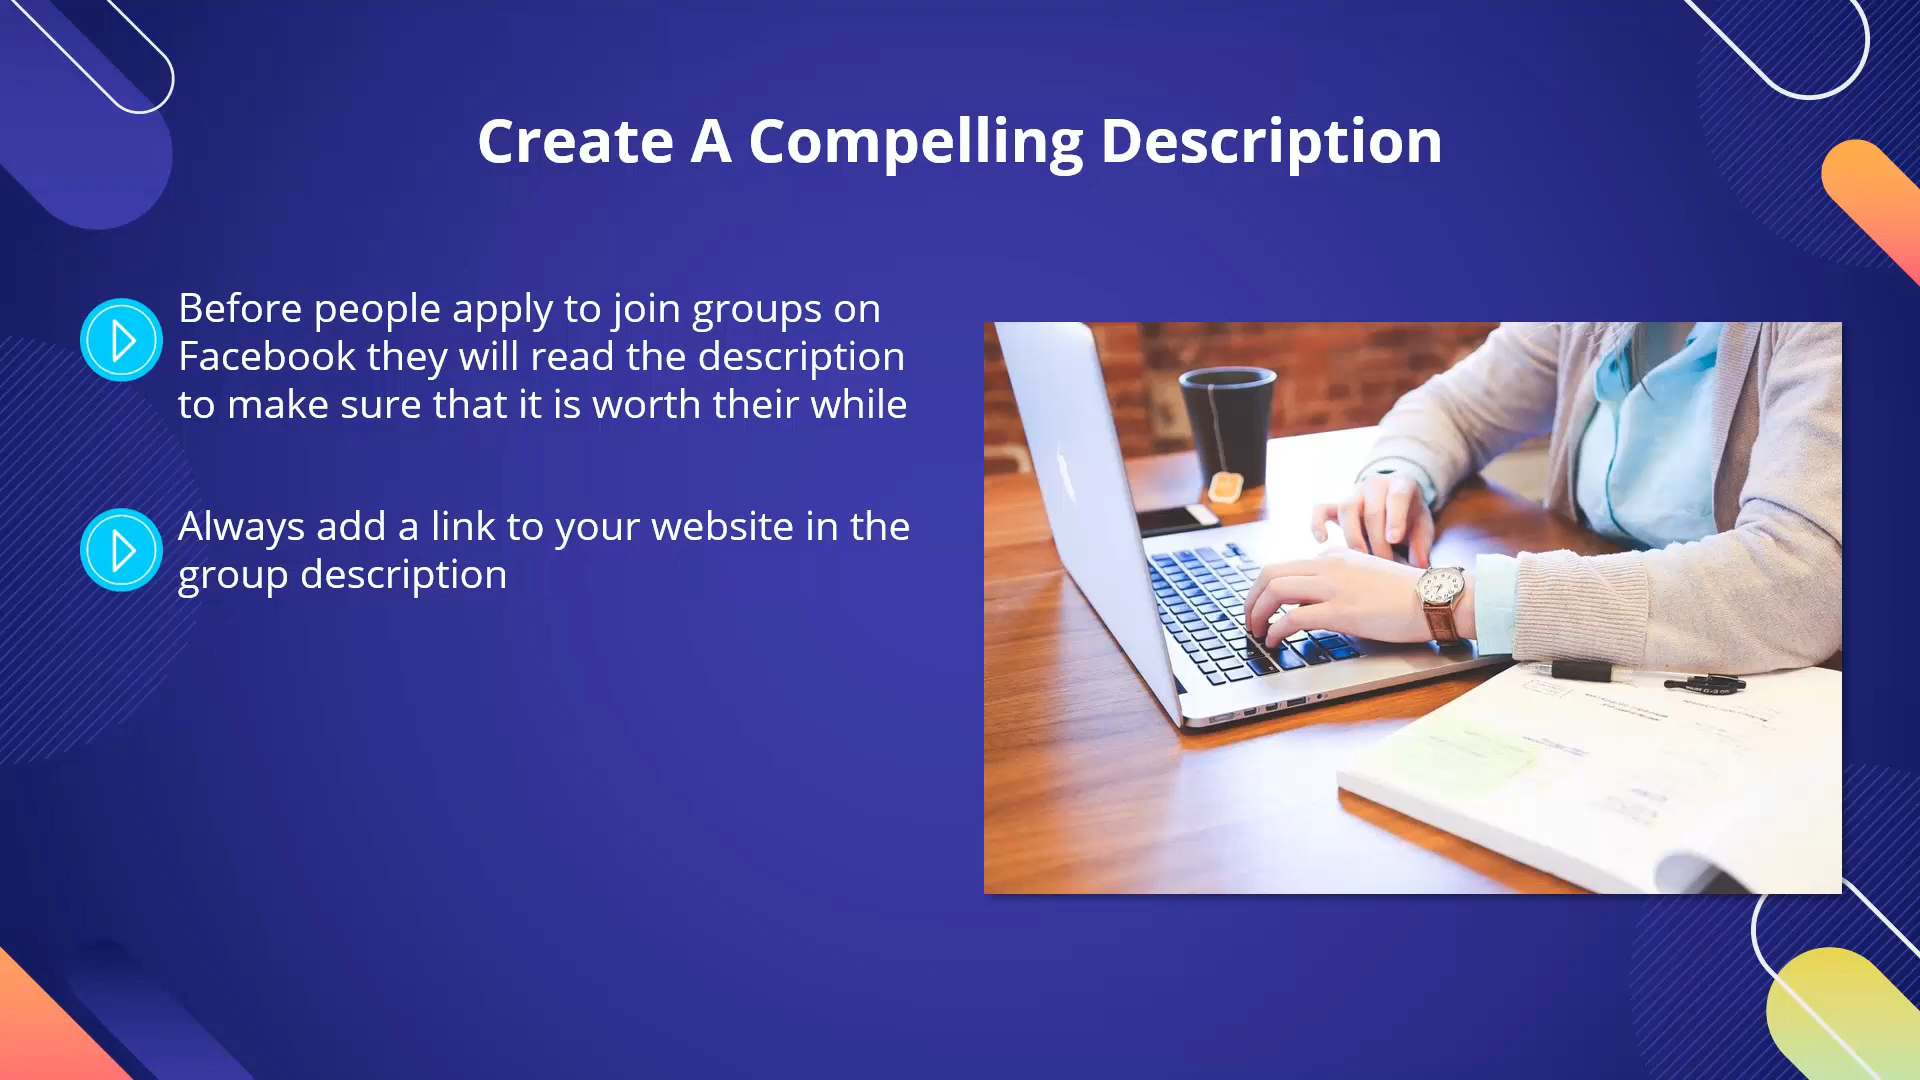 Create A Compelling Description
Before people apply to join groups on
Facebook they will read the description
to make sure that it is worth their while
Always add a link to your website in the
group description